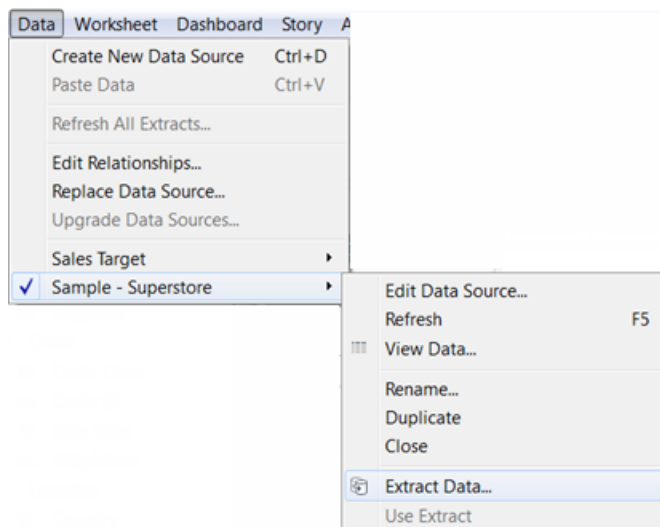 Data Worksheet Dashboard Story
Create New Data Source Ctrl+D
Paste Data Ctrl+V
Refresh All Extracts...
Edit Relationships...
Replace Data Source...
Upgrade Data Sources...
Sales Target
Sample - Superstore
Edit Data Source...
Refresh F5
View Data...
Rename...
Duplicate
Close
Extract Data...
Use Extract